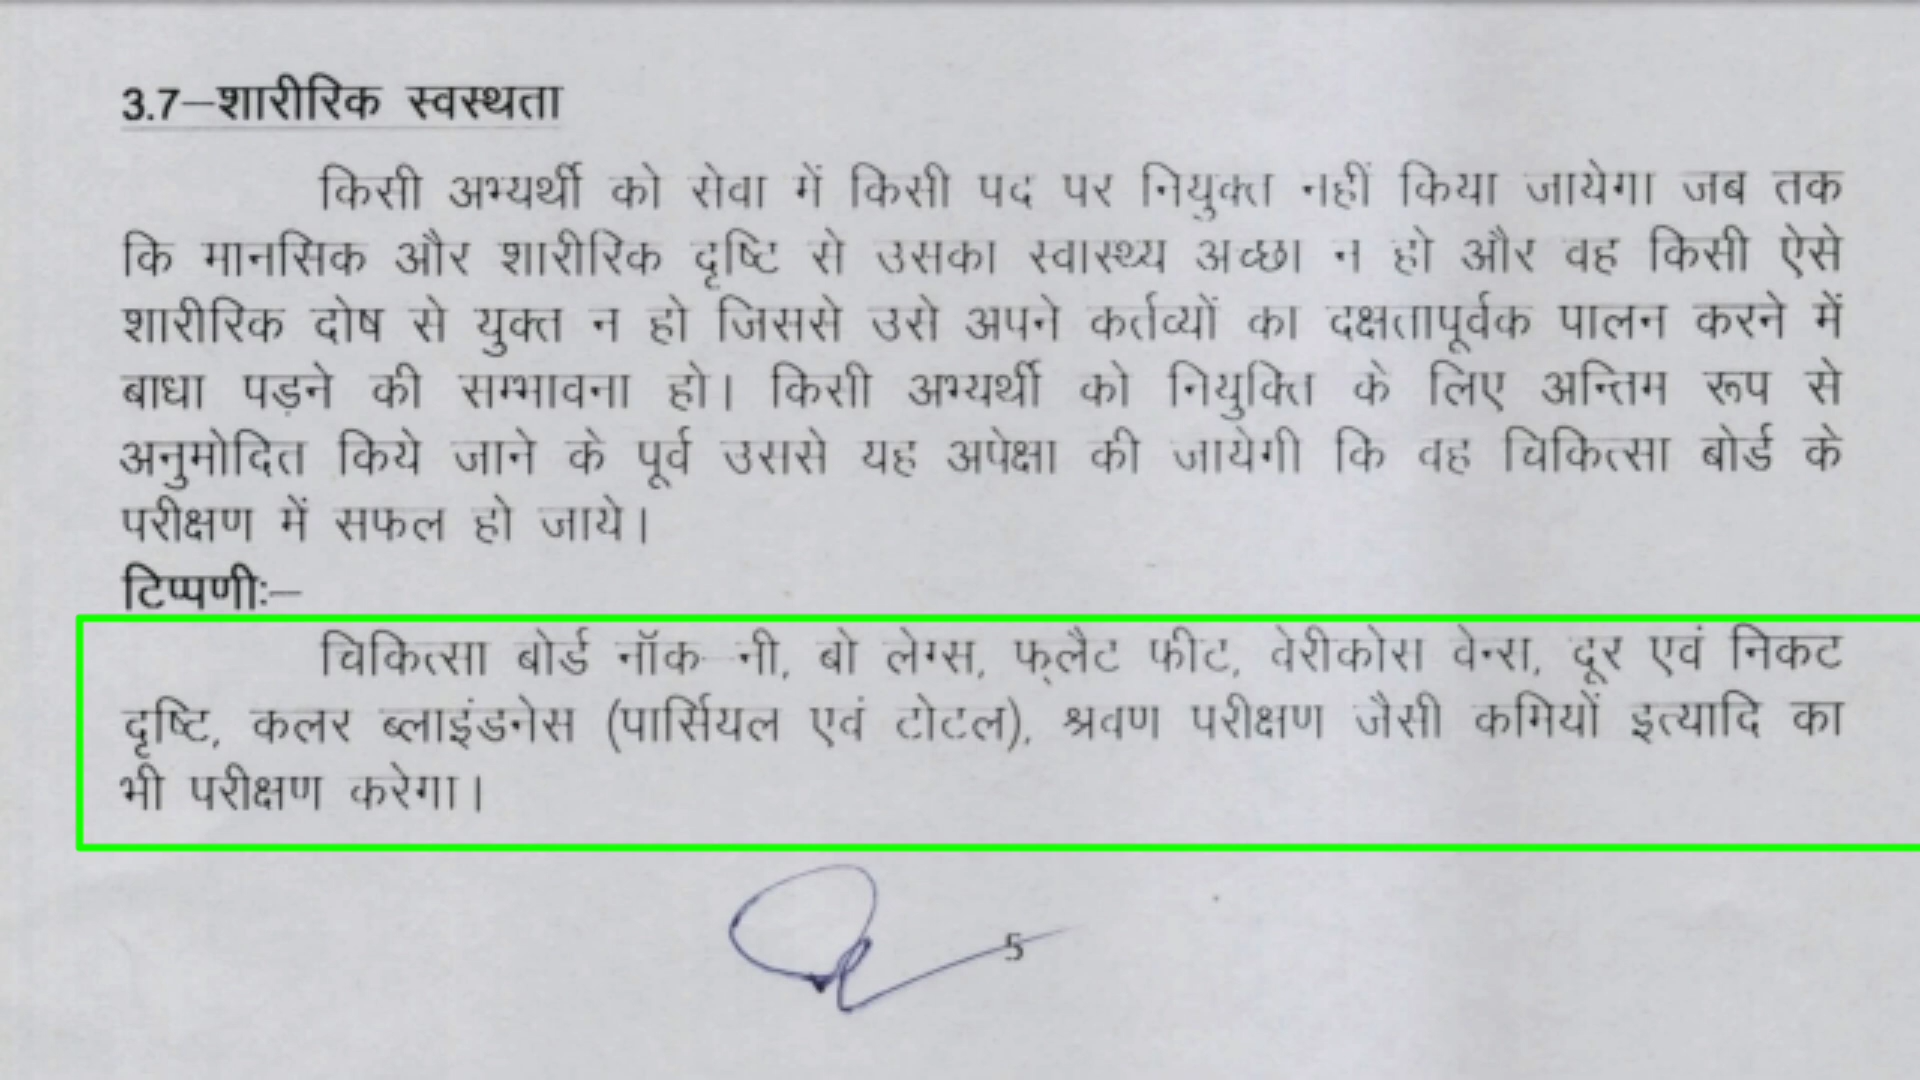 3.7–शारीरिक स्वस्थता
किसी अभ्यर्थी को सेवा में किसी पद पर नियुक्त नहीं किया जायेगा जब तक
कि मानसिक और शारीरिक दृष्टि से उसका स्वास्थ्य अच्छा न हो और वह किसी ऐसे
शारीरिक दोष से युक्त न हो जिससे उसे अपने कर्तव्यों का दक्षतापूर्वक पालन करने में
बाधा पड़ने की सम्भावना हो। किसी अभ्यर्थी को नियुक्ति के लिए अन्तिम रूप से
अनुमोदित किये जाने के पूर्व उससे यह अपेक्षा की जायेगी कि वह चिकित्सा बोर्ड के
परीक्षण में सफल हो जाये।
टिप्पणीः–
चिकित्सा बोर्ड नॉक नी, बो लेग्स, फ्लैट फीट, वेरीकोस वेन्स, दूर एवं निकट
दृष्टि, कलर ब्लाइंडनेस (पार्सियल एवं टोटल), श्रवण परीक्षण जैसी कमियों इत्यादि का
भी परीक्षण करेगा।
5